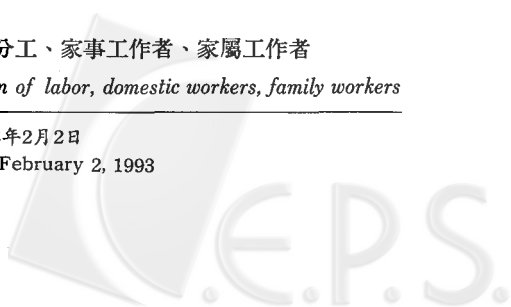 分工、家事工作者、家屬工作者
of labor, domestic workers, family workers
年2月2日
February 2, 1993
C.E.P.S.